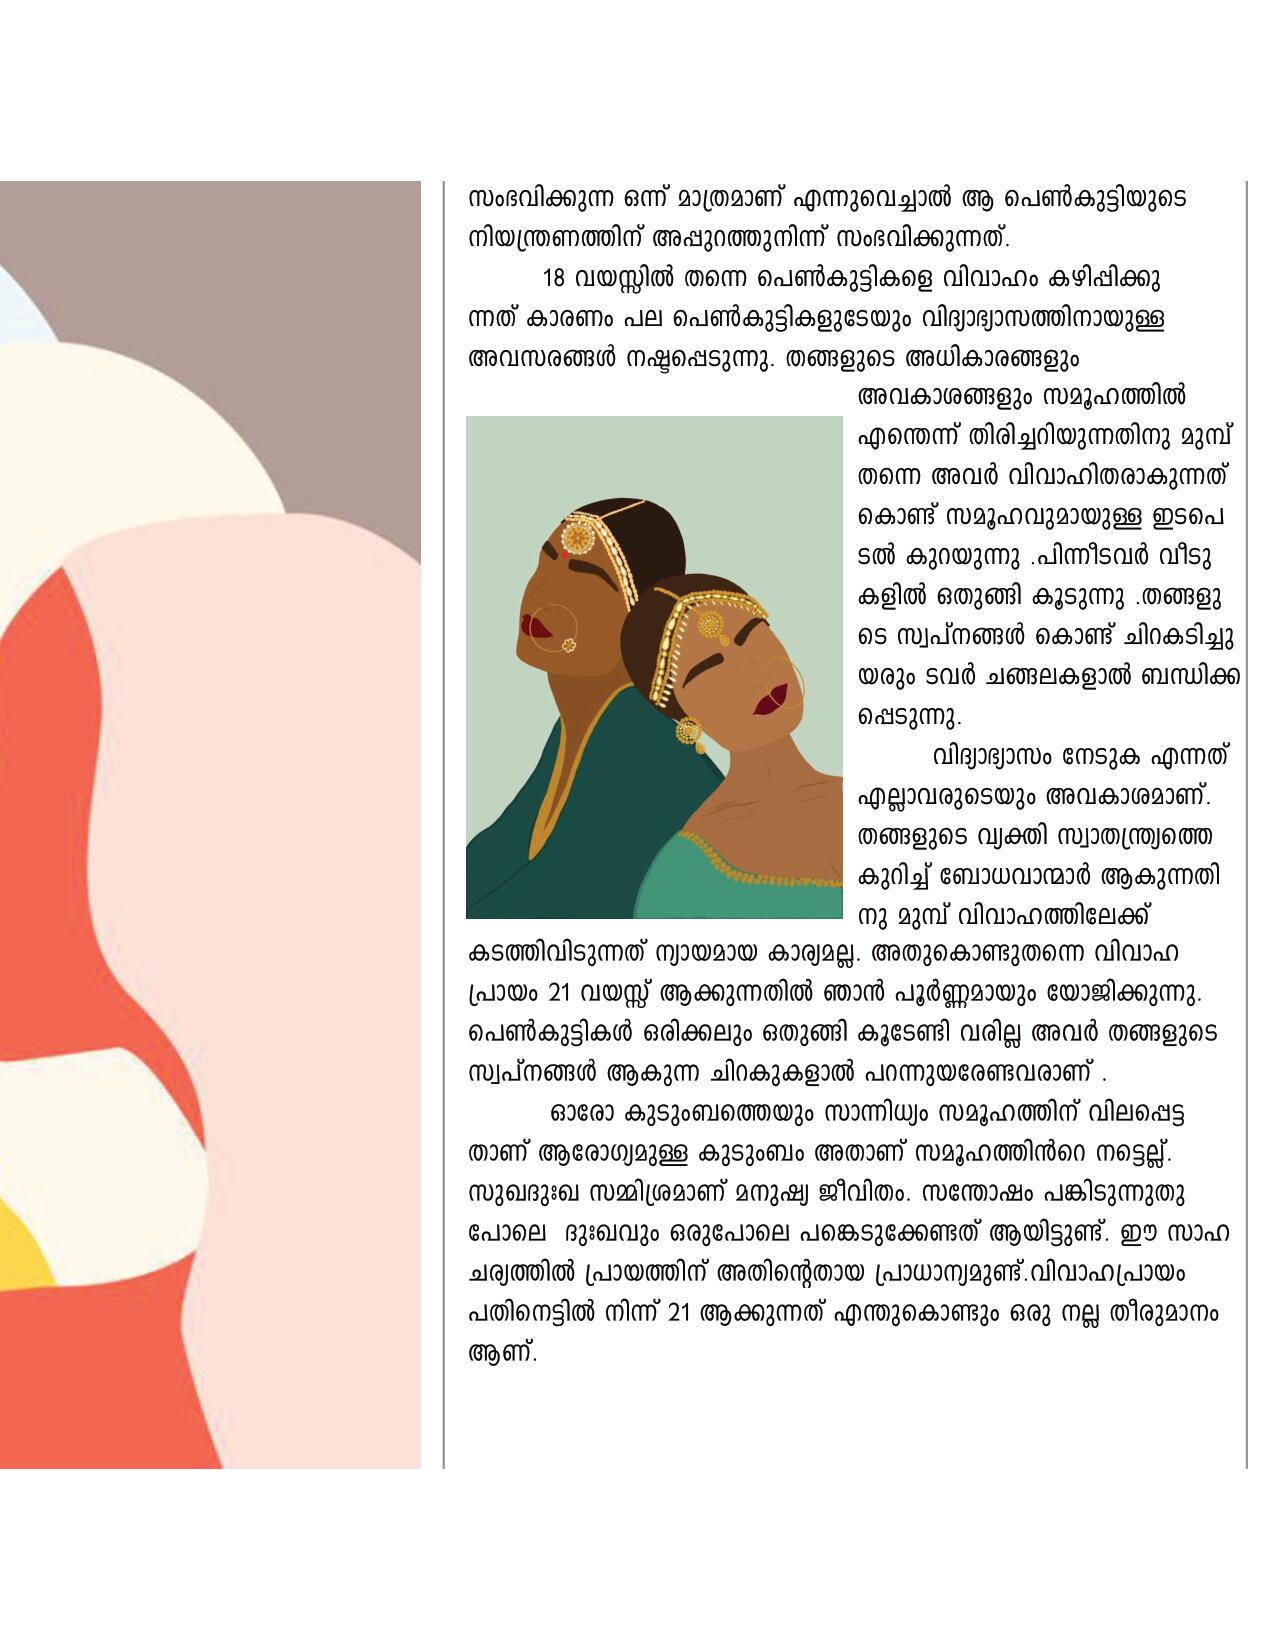 സംഭവിക്കുന്ന ഒന്ന് മാത്രമാണ് എന്നുവെച്ചാൽ ആ പെൺകുട്ടിയുടെ
നിയന്ത്രണത്തിന് അപ്പുറത്തുനിന്ന് സംഭവിക്കുന്നത്.
18 വയസ്സിൽ തന്നെ പെൺകുട്ടികളെ വിവാഹം കഴിപ്പിക്കു
ന്നത് കാരണം പല പെൺകുട്ടികളുടേയും വിദ്യാഭ്യാസത്തിനായുള്ള
അവസരങ്ങൾ നഷ്ടപ്പെടുന്നു. തങ്ങളുടെ അധികാരങ്ങളും
അവകാശങ്ങളും സമൂഹത്തിൽ
എന്തെന്ന് തിരിച്ചറിയുന്നതിനു മുമ്പ്
തന്നെ അവർ വിവാഹിതരാകുന്നത്
കൊണ്ട് സമൂഹവുമായുള്ള ഇടപെ
ടൽ കുറയുന്നു .പിന്നീടവർ വീടു
കളിൽ ഒതുങ്ങി കൂടുന്നു .തങ്ങളു
ടെ സ്വപ്നങ്ങൾ കൊണ്ട് ചിറകടിച്ചു
യരും ടവർ ചങ്ങലകളാൽ ബന്ധിക്ക
പ്പെടുന്നു.
വിദ്യാഭ്യാസം നേടുക എന്നത്
എല്ലാവരുടെയും അവകാശമാണ്.
തങ്ങളുടെ വ്യക്തി സ്വാതന്ത്ര്യത്തെ
കുറിച്ച് ബോധവാന്മാർ ആകുന്നതി
നു മുമ്പ് വിവാഹത്തിലേക്ക്
കടത്തിവിടുന്നത് ന്യായമായ കാര്യമല്ല. അതുകൊണ്ടുതന്നെ വിവാഹ
പ്രായം 21 വയസ്സ് ആക്കുന്നതിൽ ഞാൻ പൂർണ്ണമായും യോജിക്കുന്നു.
പെൺകുട്ടികൾ ഒരിക്കലും ഒതുങ്ങി കൂടേണ്ടി വരില്ല അവർ തങ്ങളുടെ
സ്വപ്നങ്ങൾ ആകുന്ന ചിറകുകളാൽ പറന്നുയരേണ്ടവരാണ് .
ഓരോ കുടുംബത്തെയും സാന്നിധ്യം സമൂഹത്തിന് വിലപ്പെട്ട
താണ് ആരോഗ്യമുള്ള കുടുംബം അതാണ് സമൂഹത്തിൻറെ നട്ടെല്ല്.
സുഖദുഃഖ സമ്മിശ്രമാണ് മനുഷ്യ ജീവിതം. സന്തോഷം പങ്കിടുന്നുതു
പോലെ ദുഃഖവും ഒരുപോലെ പങ്കെടുക്കേണ്ടത് ആയിട്ടുണ്ട്. ഈ സാഹ
ചര്യത്തിൽ പ്രായത്തിന് അതിന്റെതായ പ്രാധാന്യമുണ്ട്.വിവാഹപ്രായം
പതിനെട്ടിൽ നിന്ന് 21 ആക്കുന്നത് എന്തുകൊണ്ടും ഒരു നല്ല തീരുമാനം
ആണ്.